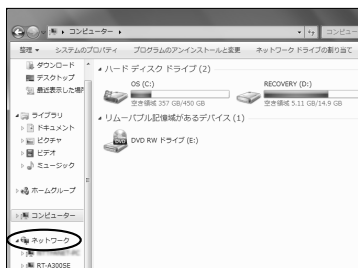 コンピューター
コンピュー
整理 システムのプロパティ プログラムのアンインストールと変更 ネットワーク ドライブの割り当て
ダウンロード
デスクトップ
最近表示した場所
ライブラリ
ドキュメント
ピクチャ
ビデオ
ミュージック
ホームグループ
コンピューター
ネットワーク
RT-A300SE
ハード ディスク ドライブ (2)
OS (C:)
空き領域 357 GB/450 GB
RECOVERY (D:)
空き領域 5.11 GB/14.9 GB
リムーバブル記憶域があるデバイス (1)
DVD RW ドライブ (E:)